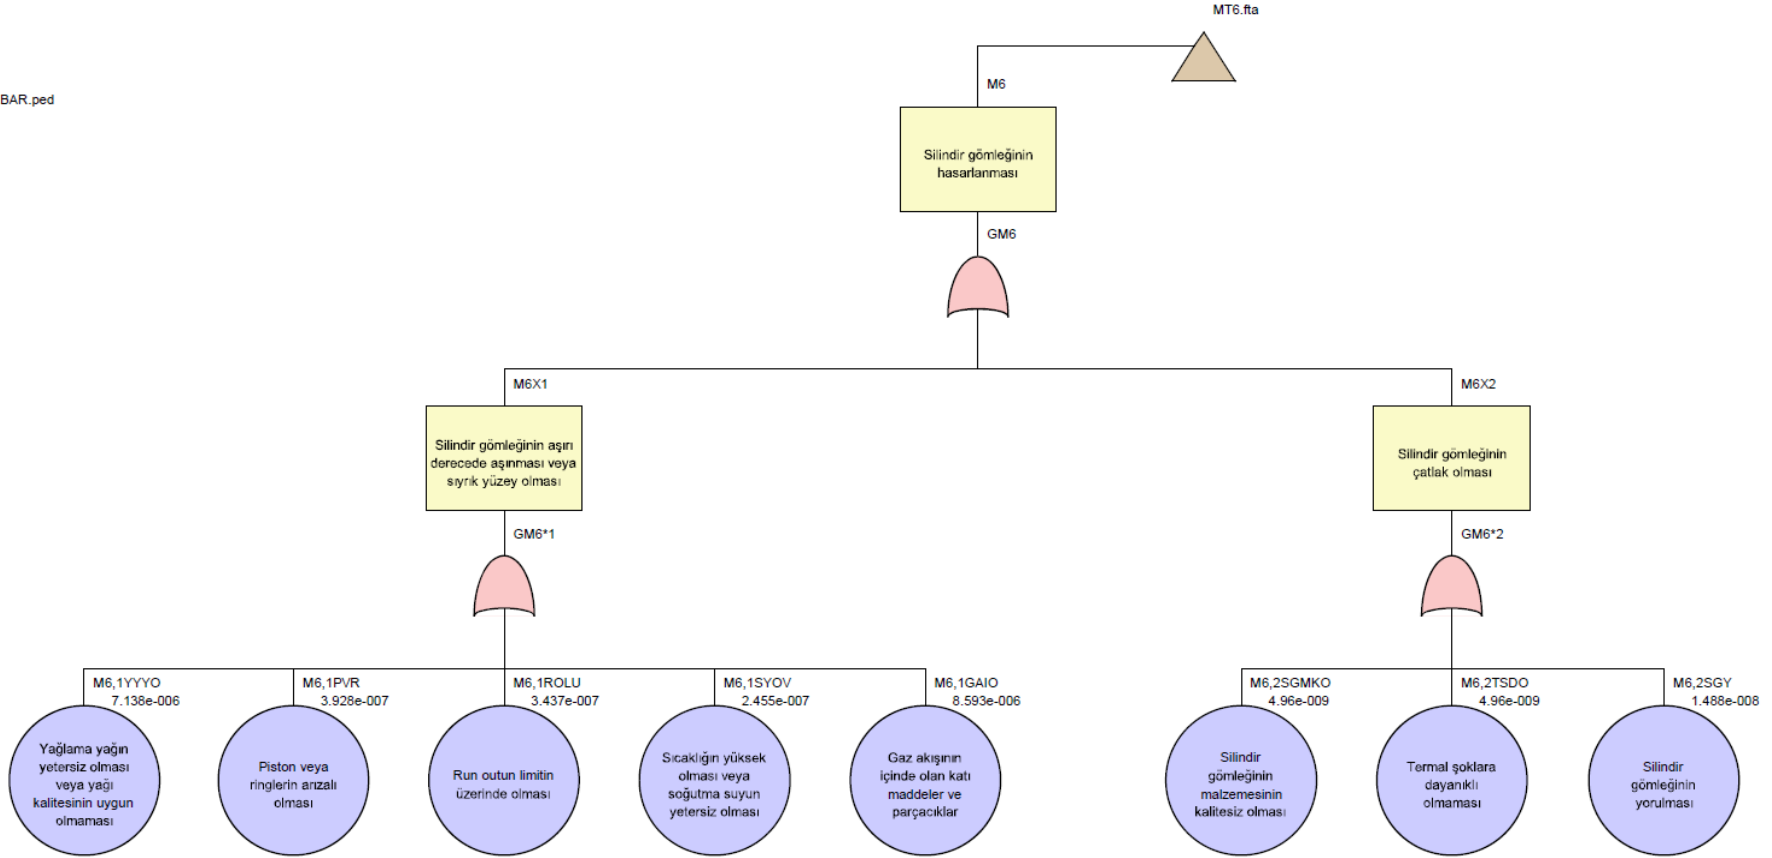 MT6.fta
BAR.ped
M6
Silindir gömleğinin
hasarlanması
GM6
M6X1
Silindir gömleğinin aşırı
derecede aşınması veya
sıyrık yüzey olması
GM6*1
M6X2
Silindir gömleğinin
çatlak olması
GM6*2
M6,1YYYO
7.138e-006
Yağlama yağın
yetersiz olması
veya yağı
kalitesinin uygun
olmaması
M6,1PVR
3.928e-007
Piston veya
ringlerin arızalı
olması
M6,1ROLU
3.437e-007
Run outun limitin
üzerinde olması
M6,1SYOV
2.455e-007
Sıcaklığın yüksek
olması veya
soğutma suyun
yetersiz olması
M6,1GAIO
8.593e-006
Gaz akışının
içinde olan katı
maddeler ve
parçacıklar
M6,2SGMKO
4.96e-009
Silindir
gömleğinin
malzemesinin
kalitesiz olması
M6,2TSDO
4.96e-009
Termal şoklara
dayanıklı
olmaması
M6,2SGY
1.488e-008
Silindir
gömleğinin
yorulması